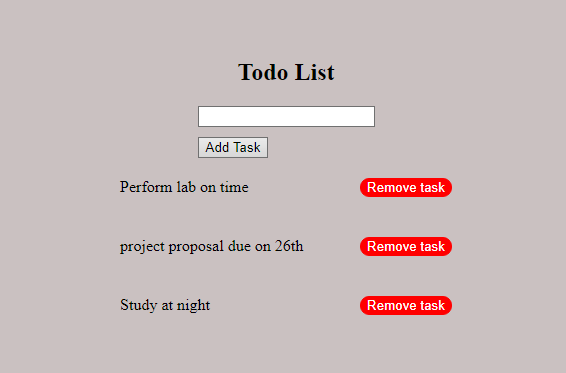 Todo List
Add Task
Perform lab on time Remove task
project proposal due on 26th Remove task
Study at night Remove task